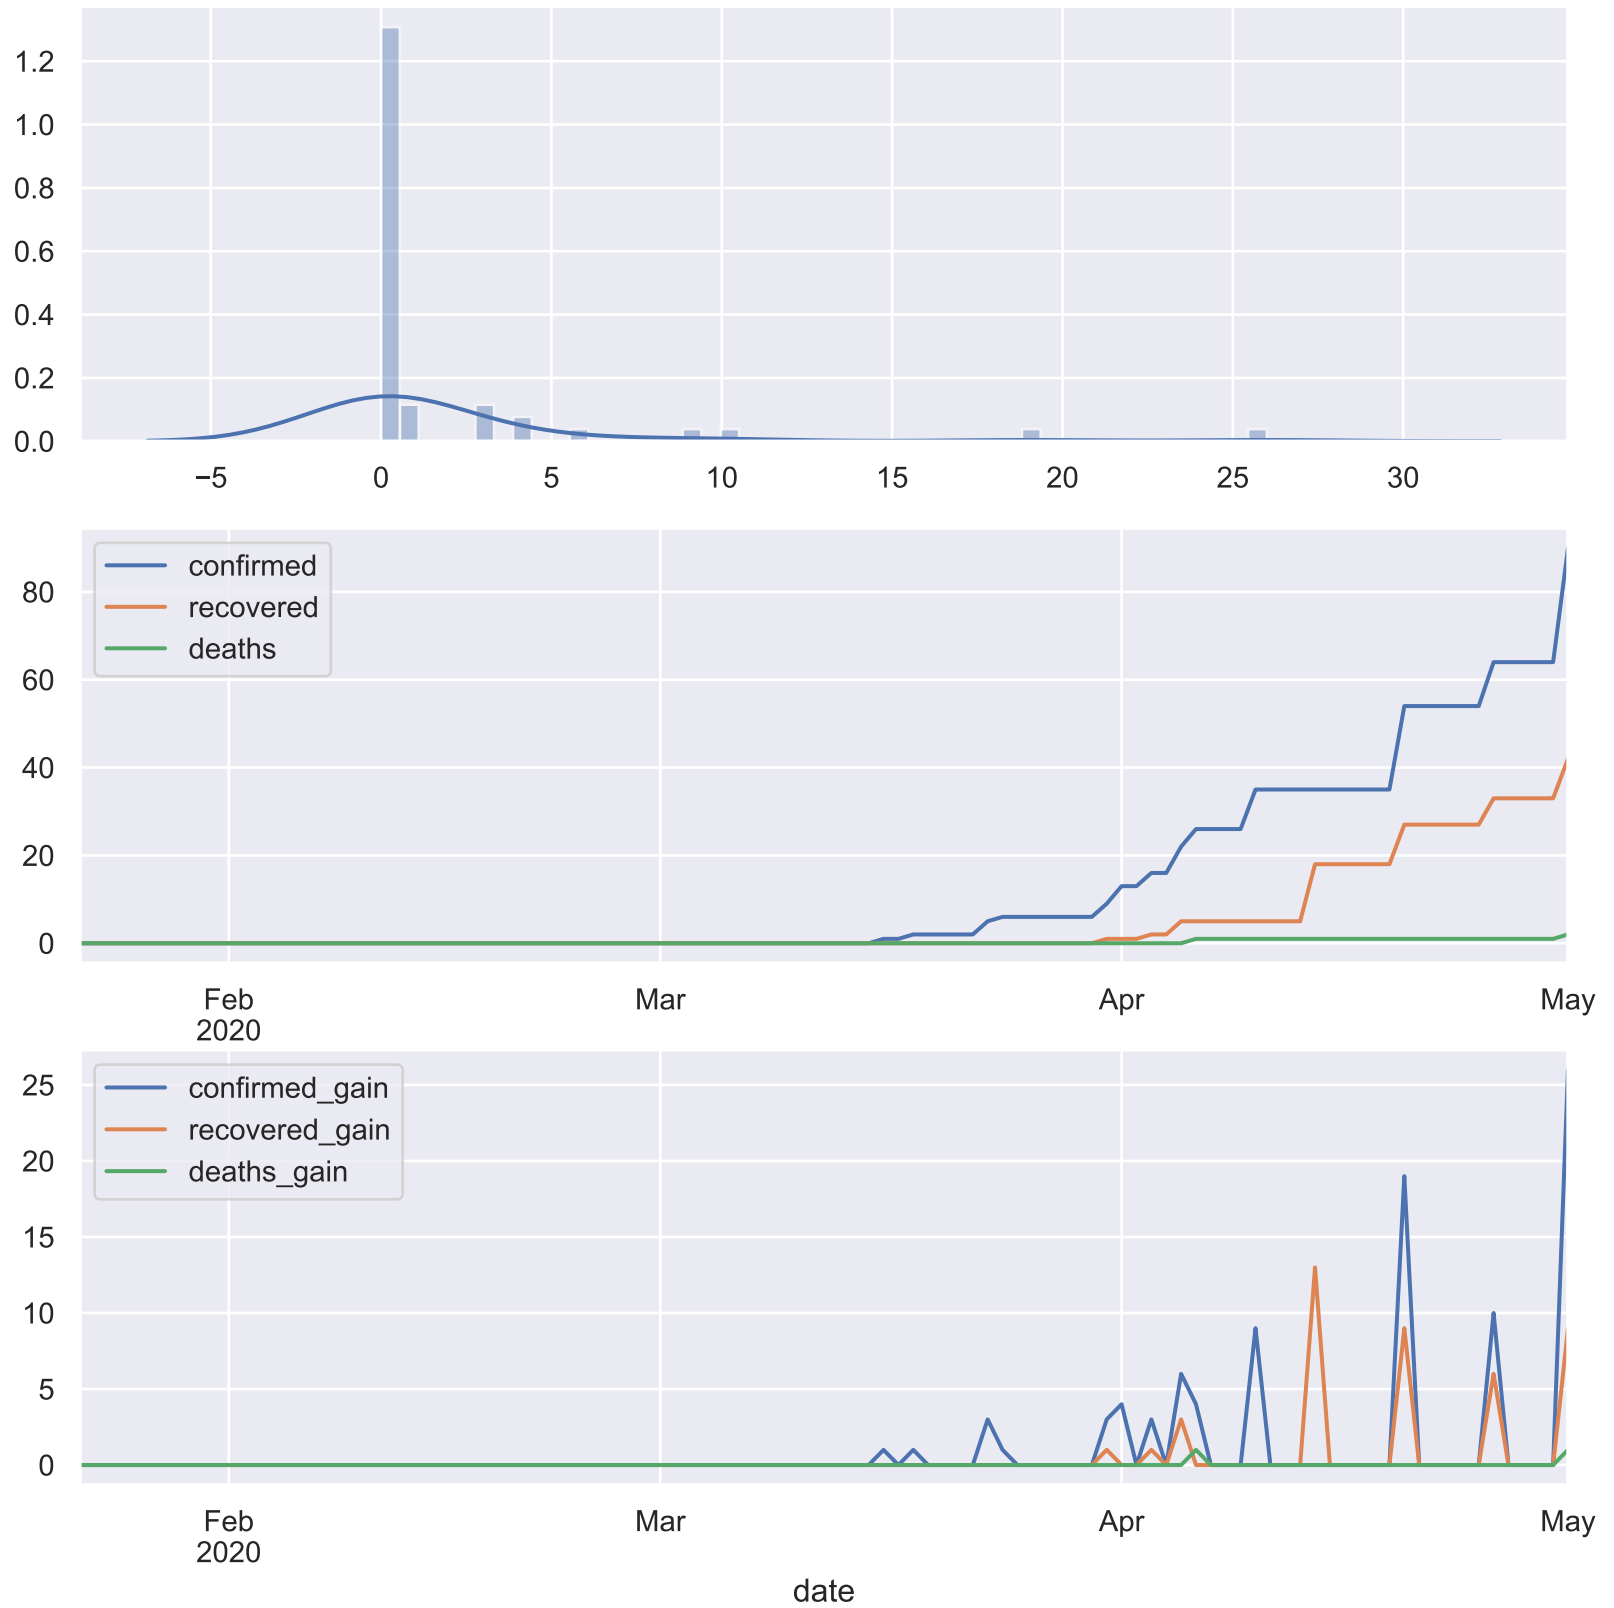 1.2
1.0
0.8
0.6
0.4
0.2
0.0
−5 0 5 10 15 20 25 30
confirmed
recovered
deaths
80
60
40
20
0
Feb Mar Apr May
2020
confirmed_gain
recovered_gain
deaths_gain
25
20
15
10
5
0
Feb Mar Apr May
2020
date